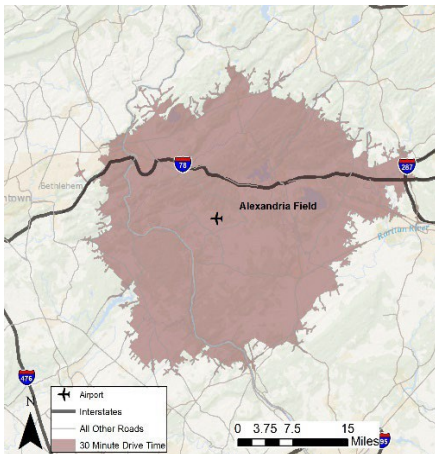 287
78
Bethlehem
ntown
Alexandria Field
Raritan River
476
N
Airport
Interstates
All Other Roads
30 Minute Drive Time
0 3.75 7.5 15
Miles
95